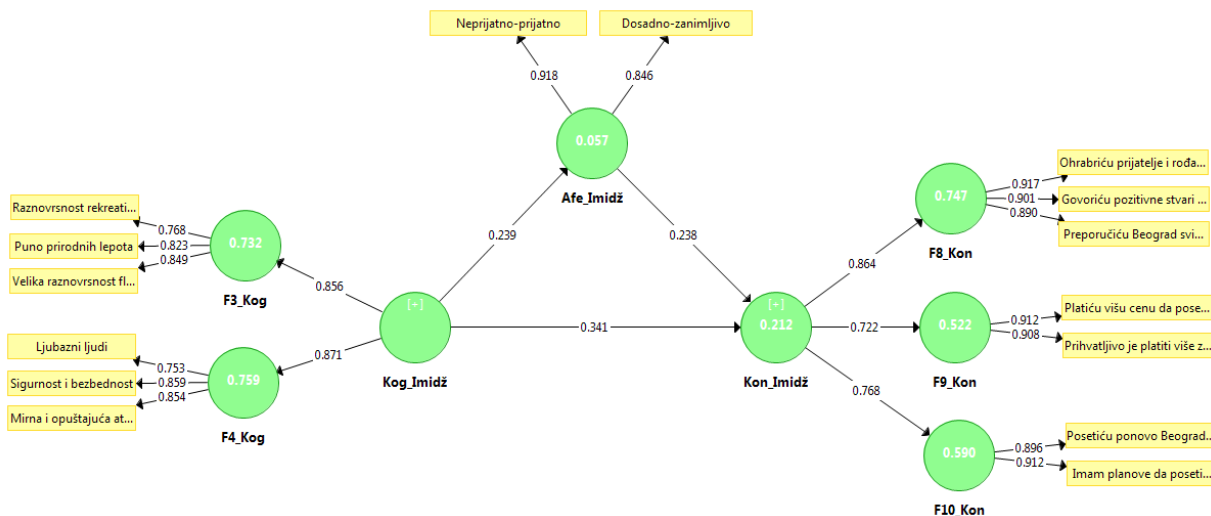 Neprijatno-prijatno
Dosadno-zanimljivo
0.918
0.846
0.057
Afe_Imidž
Raznovrsnost rekreati...
Puno prirodnih lepota
Velika raznovrsnost fl...
0.768
0.823
0.849
0.732
F3_Kog
0.856
0.239
0.238
Ljubazni ljudi
Sigurnost i bezbednost
Mirna i opuštajuća at...
0.753
0.859
0.854
0.759
F4_Kog
0.871
[+]
Kog_Imidž
0.341
[+]
0.212
Kon_Imidž
0.864
0.722
0.768
0.747
F8_Kon
0.917
0.901
0.890
Ohrabriću prijatelje i rođa...
Govoriću pozitivne stvari ...
Preporučiću Beograd svi...
0.522
F9_Kon
0.912
0.908
Platiću višu cenu da pose...
Prihvatljivo je platiti više z...
0.590
F10_Kon
0.896
0.912
Posetiću ponovo Beograd...
Imam planove da poseti...